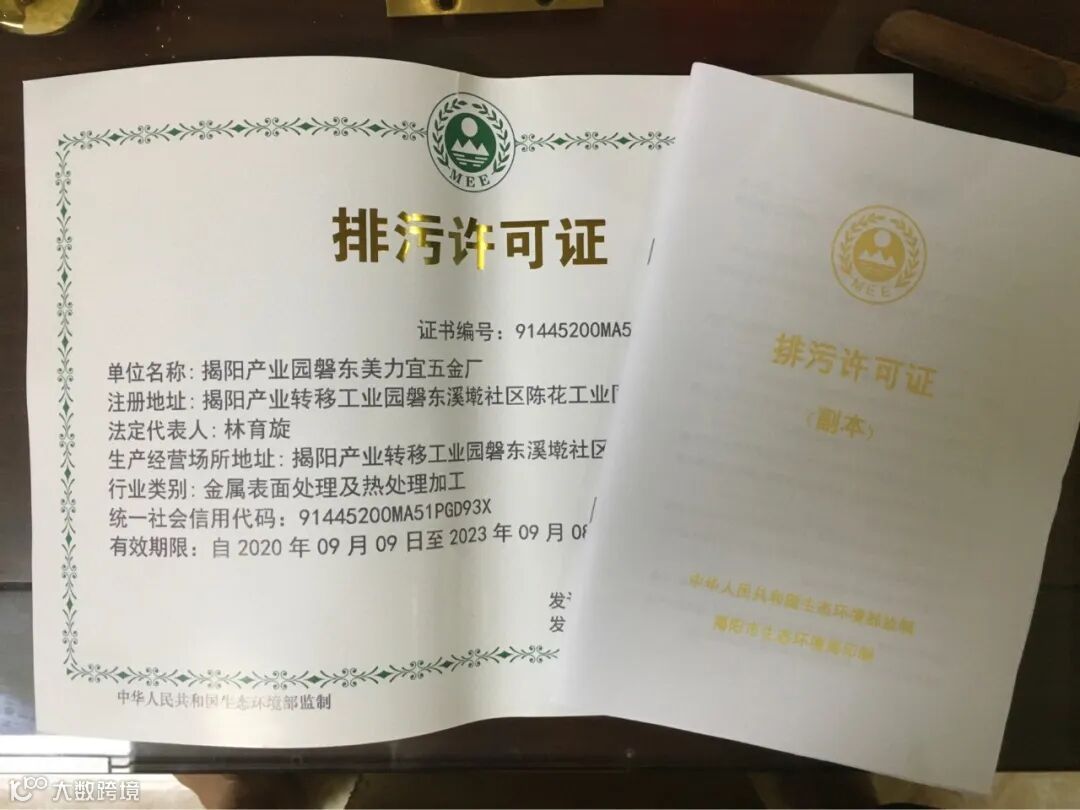 MEE
排污许可证
证书编号：91445200MA5
单位名称：揭阳产业园磐东美力宜五金厂
注册地址：揭阳产业转移工业园磐东溪墘社区陈花工业
法定代表人：林育旋
生产经营场所地址：揭阳产业转移工业园磐东溪墘社区
行业类别：金属表面处理及热处理加工
统一社会信用代码：91445200MA51PGD93X
有效期限：自2020年09月09日至2023年09月08
发
发
中华人民共和国生态环境部监制
MEE
排污许可证
（副本）
中华人民共和国生态环境部监制
揭阳市生态环境局印制
大数跨境